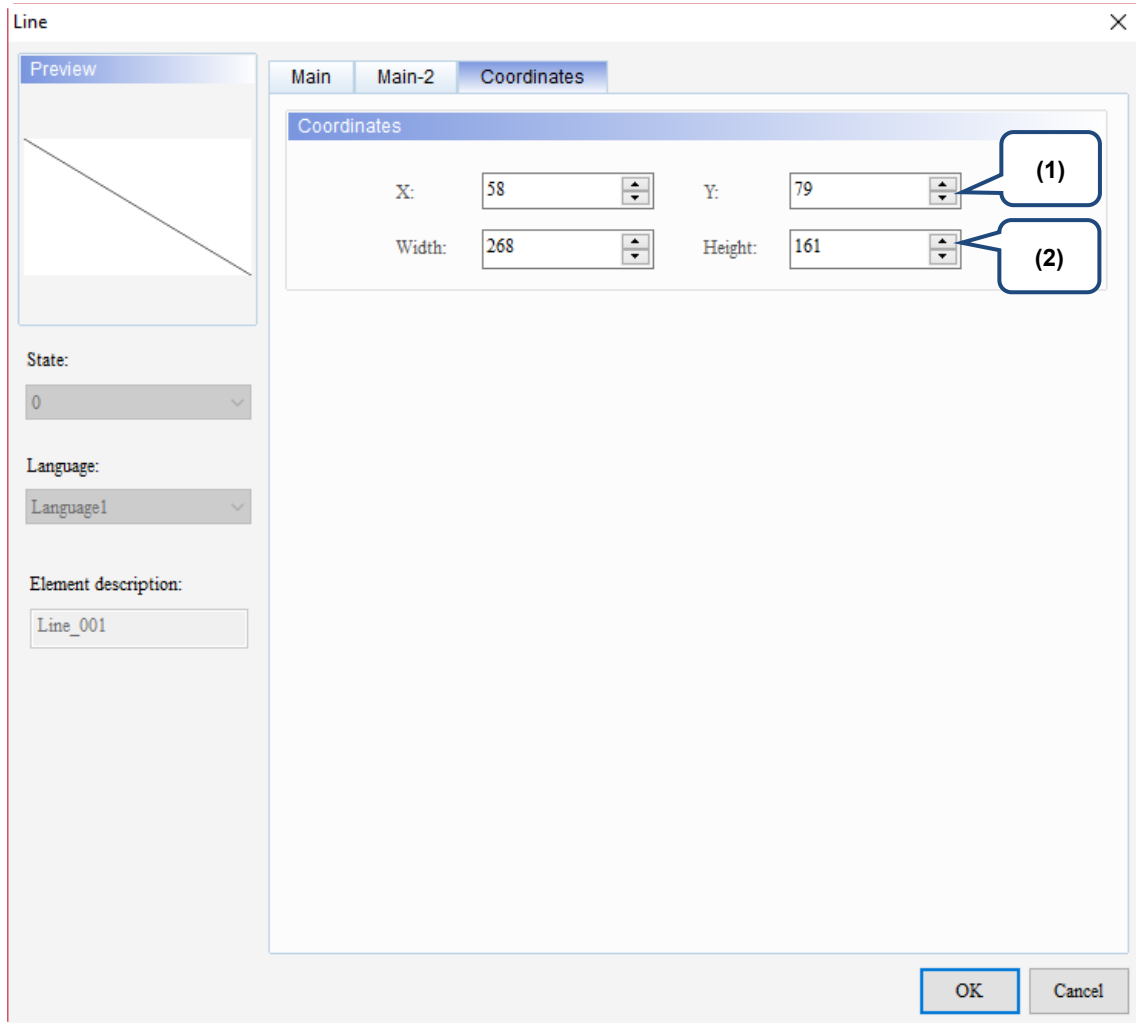 Line
Preview
Main Main-2 Coordinates
Coordinates
X: 58 Y: 79
(1)
Width: 268 Height: 161
(2)
State:
0
Language:
Language1
Element description:
Line_001
OK Cancel